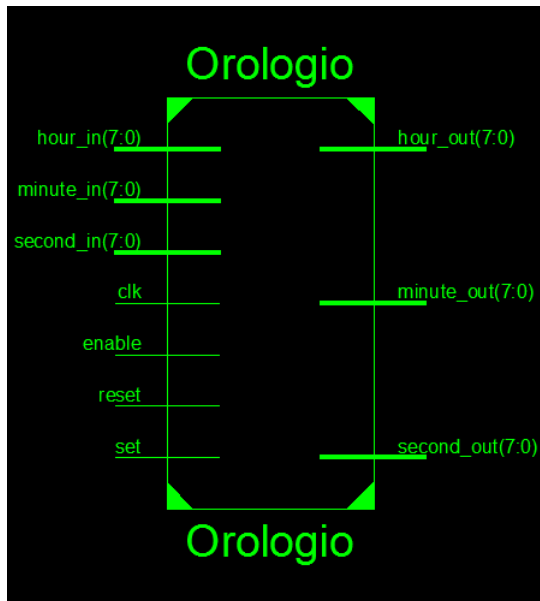 Orologio
hour_in(7:0)
hour_out(7:0)
minute_in(7:0)
second_in(7:0)
clk
minute_out(7:0)
enable
reset
set
second_out(7:0)
Orologio